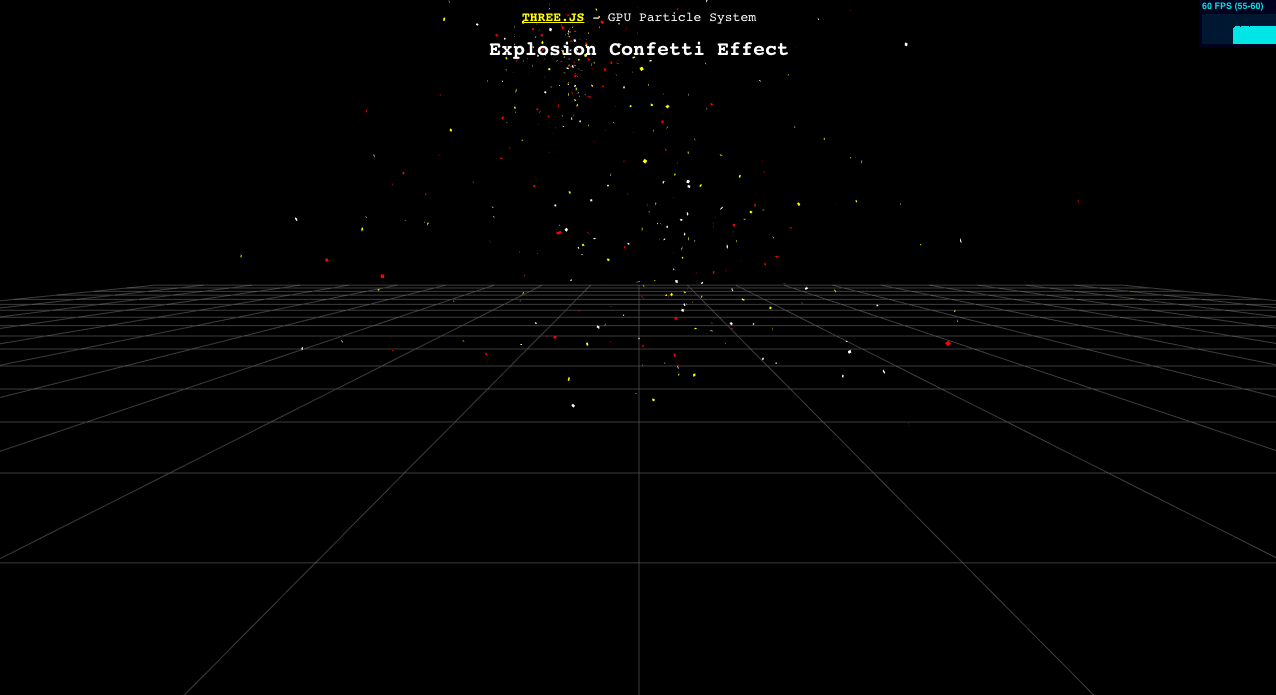 THREE.JS – GPU Particle System
60 FPS (55-60)
Explosion Confetti Effect